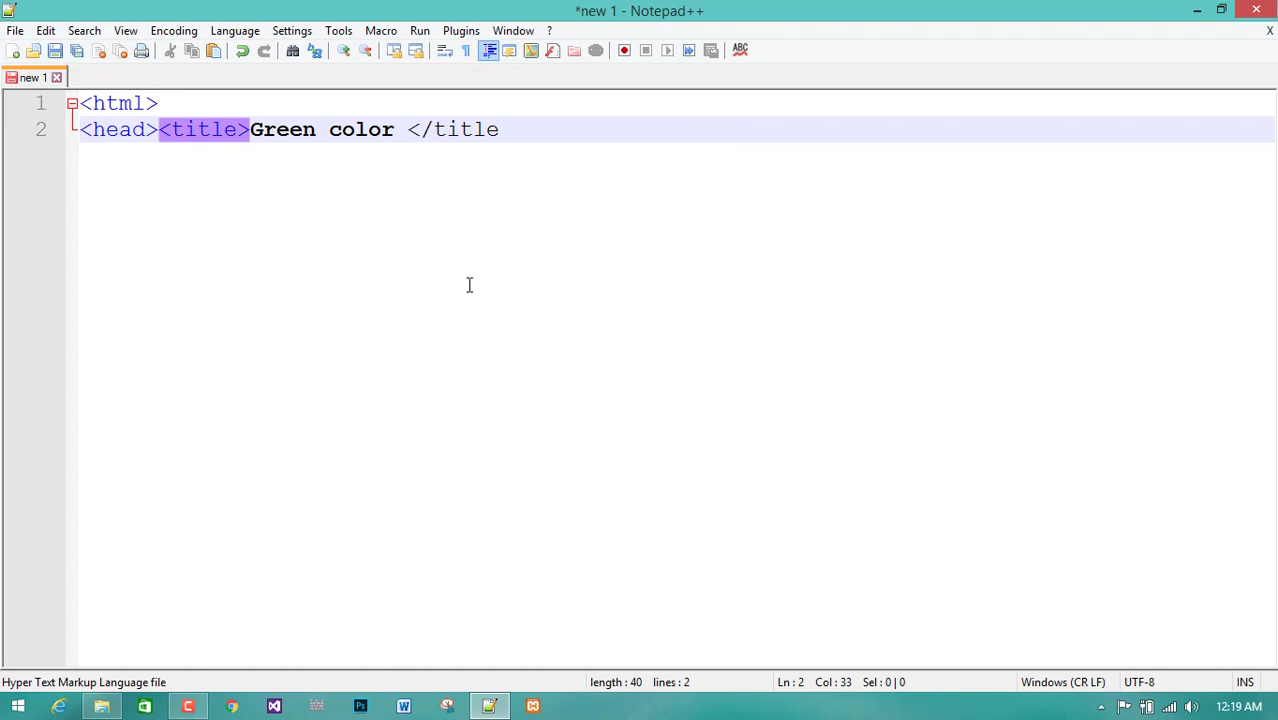 *new 1 - Notepad++
File Edit Search View Encoding Language Settings Tools Macro Run Plugins Window ? X
ABC
new 1
1 <html>
2 <head><title>Green color </title
Hyper Text Markup Language file length : 40 lines : 2 Ln : 2 Col : 33 Sel : 0 | 0 Windows (CR LF) UTF-8 INS
12:19 AM